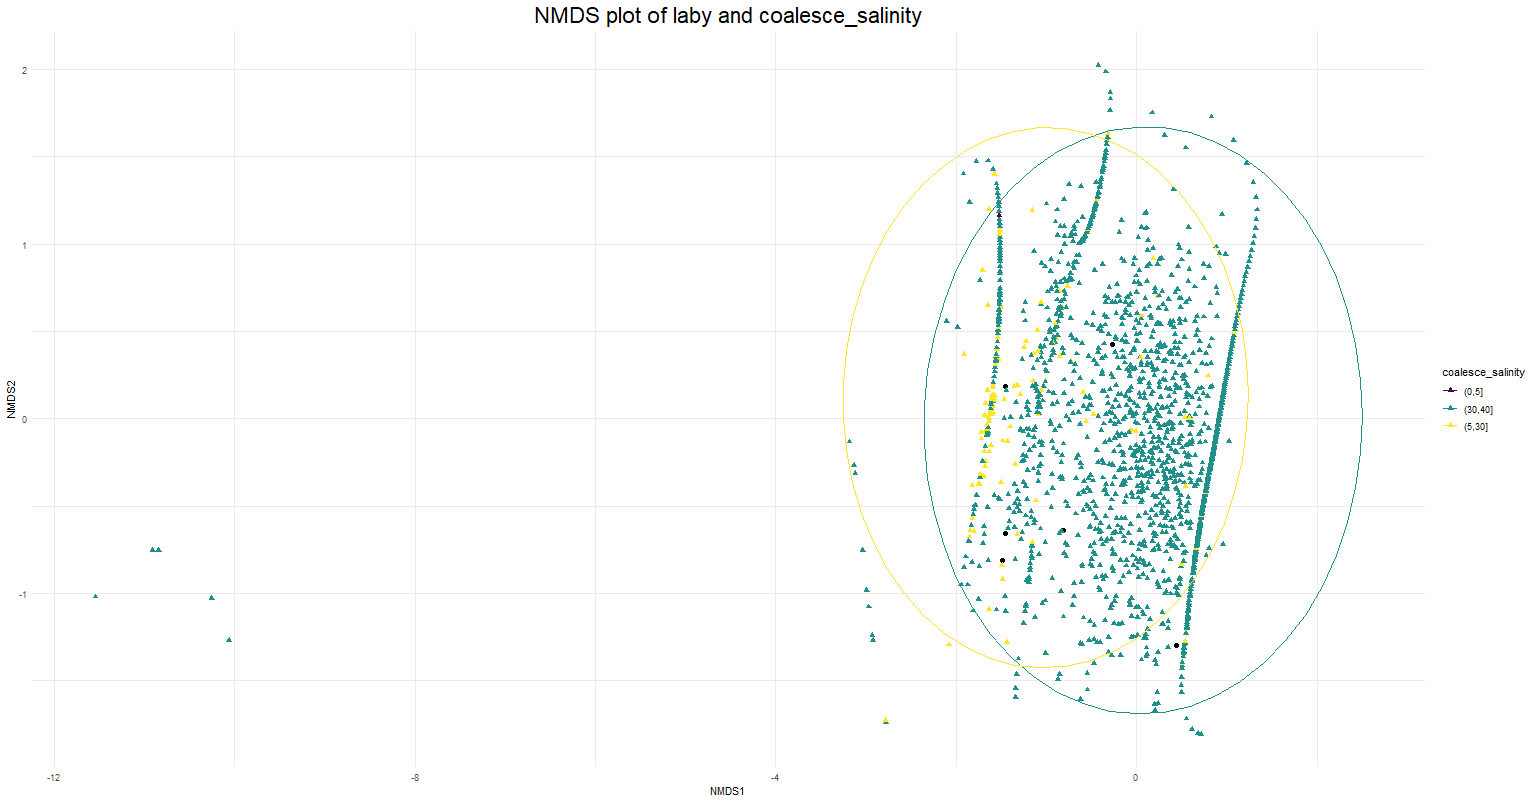 NMDS plot of laby and coalesce_salinity
2
1
0
-1
NMDS2
-12
-8
-4
0
NMDS1
coalesce_salinity
(0,5]
(30,40]
(5,30]